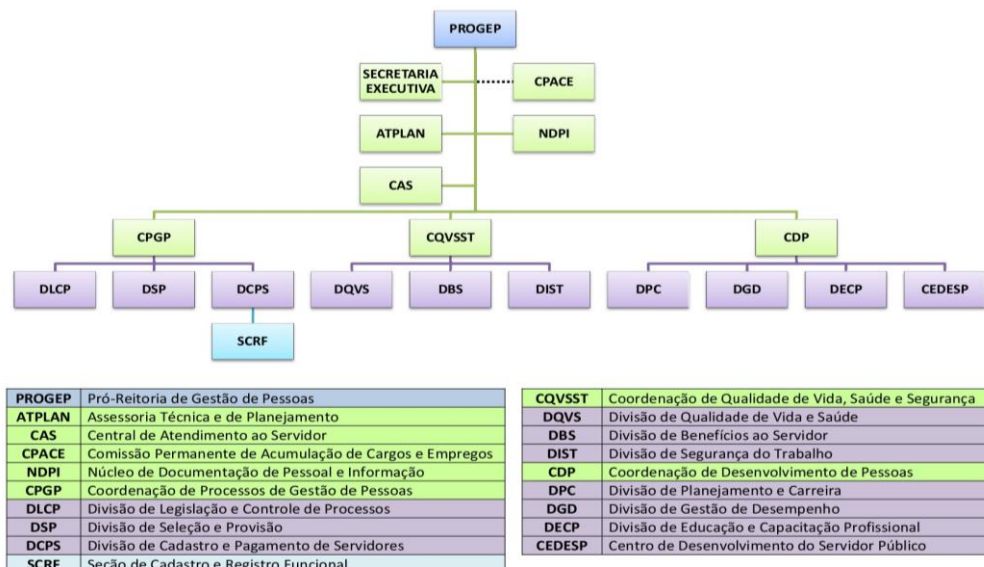 PROGEP
SECRETARIA
EXECUTIVA
CPACE
ATPLAN
NDPI
CAS
CPGP
CQVSST
CDP
DLCP
DSP
DCPS
DQVS
DBS
DIST
DPC
DGD
DECP
CEDESP
SCRF
PROGEP Pró-Reitoria de Gestão de Pessoas
ATPLAN Assessoria Técnica e de Planejamento
CAS Central de Atendimento ao Servidor
CPACE Comissão Permanente de Acumulação de Cargos e Empregos
NDPI Núcleo de Documentação de Pessoal e Informação
CPGP Coordenação de Processos de Gestão de Pessoas
DLCP Divisão de Legislação e Controle de Processos
DSP Divisão de Seleção e Provisão
DCPS Divisão de Cadastro e Pagamento de Servidores
SCRF Seção de Cadastro e Registro Funcional
CQVSST Coordenação de Qualidade de Vida, Saúde e Segurança
DQVS Divisão de Qualidade de Vida e Saúde
DBS Divisão de Benefícios ao Servidor
DIST Divisão de Segurança do Trabalho
CDP Coordenação de Desenvolvimento de Pessoas
DPC Divisão de Planejamento e Carreira
DGD Divisão de Gestão de Desempenho
DECP Divisão de Educação e Capacitação Profissional
CEDESP Centro de Desenvolvimento do Servidor Público